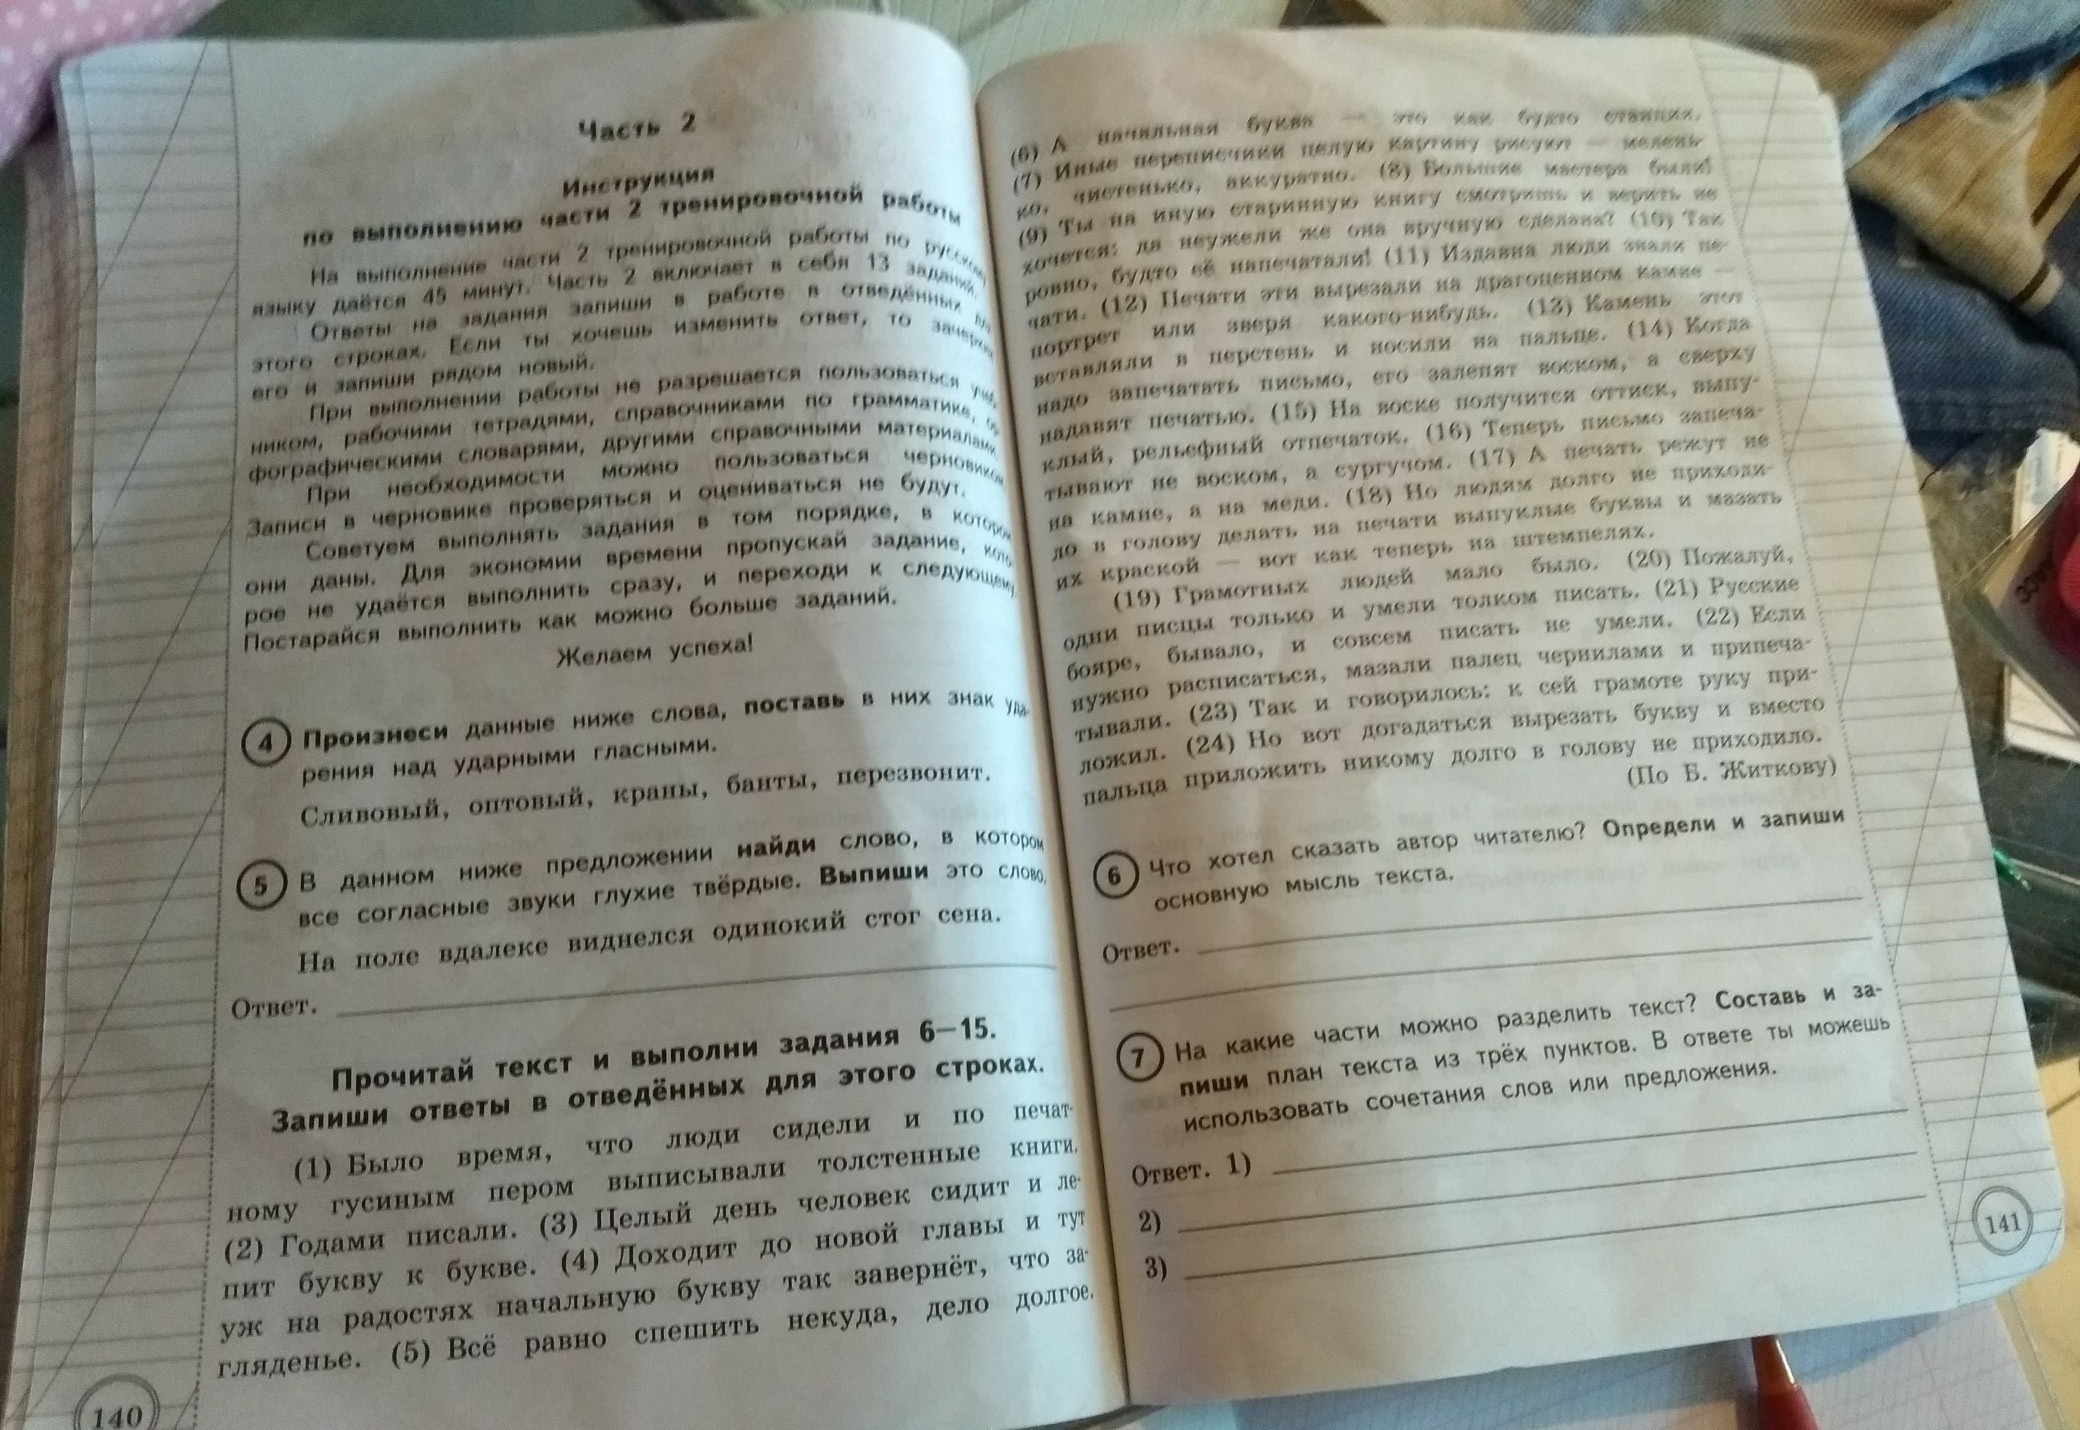 Часть 2
Инструкция
по выполнению части 2 тренировочной работы
На выполнение части 2 тренировочной работы по русскому
языку даётся 45 минут. Часть 2 включает в себя 13 заданий.
Ответы на задания запиши в работе в отведённых для
этого строках. Если ты хочешь изменить ответ, то зачеркни
его и запиши рядом новый.
При выполнении работы не разрешается пользоваться учеб
ником, рабочими тетрадями, справочниками по грамматике, ор
фографическими словарями, другими справочными материалами.
При необходимости можно пользоваться черновиком
Записи в черновике проверяться и оцениваться не будут.
Советуем выполнять задания в том порядке, в котором
они даны. Для экономии времени пропускай задание, кото
рое не удаётся выполнить сразу, и переходи к следующему.
Постарайся выполнить как можно больше заданий.
Желаем успеха!
4 Произнеси данные ниже слова, поставь в них знак уда-
рения над ударными гласными.
Сливовый, оптовый, краны, банты, перезвонит.
5 В данном ниже предложении найди слово, в котором
все согласные звуки глухие твёрдые. Выпиши это слово.
На поле вдалеке виднелся одинокий стог сена.
Ответ.
Прочитай текст и выполни задания 6–15.
Запиши ответы в отведённых для этого строках.
(1) Было время, что люди сидели и по печат-
ному гусиным пером выписывали толстенные книги.
(2) Годами писали. (3) Целый день человек сидит и ле-
пит букву к букве. (4) Доходит до новой главы и тут
уж на радостях начальную букву так завернёт, что за-
гляденье. (5) Всё равно спешить некуда, дело долгое.
140
(6) А начальная буква — это как будто станция.
(7) Иные переписчики целую картину рисуют — мелень-
ко, чистенько, аккуратно. (8) Большие мастера были!
(9) Ты на иную старинную книгу смотришь и верить не
хочется: да неужели же она вручную сделана? (10) Так
ровно, будто её напечатали! (11) Издавна люди знали пе-
чати. (12) Печати эти вырезали на драгоценном камне —
портрет или зверя какого-нибудь. (13) Камень этот
вставляли в перстень и носили на пальце. (14) Когда
надо запечатать письмо, его залепят воском, а сверху
надавят печатью. (15) На воске получится оттиск, выпу-
клый, рельефный отпечаток. (16) Теперь письмо запеча-
тывают не воском, а сургучом. (17) А печать режут не
на камне, а на меди. (18) Но людям долго не приходи-
ло в голову делать на печати выпуклые буквы и мазать
их краской — вот как теперь на штемпелях.
(19) Грамотных людей мало было. (20) Пожалуй,
одни писцы только и умели толком писать. (21) Русские
бояре, бывало, и совсем писать не умели. (22) Если
нужно расписаться, мазали палец чернилами и припеча-
тывали. (23) Так и говорилось: к сей грамоте руку при-
ложил. (24) Но вот догадаться вырезать букву и вместо
пальца приложить никому долго в голову не приходило.
(По Б. Житкову)
6 Что хотел сказать автор читателю? Определи и запиши
основную мысль текста.
Ответ.
7 На какие части можно разделить текст? Составь и за-
пиши план текста из трёх пунктов. В ответе ты можешь
использовать сочетания слов или предложения.
Ответ. 1)
2)
3)
141